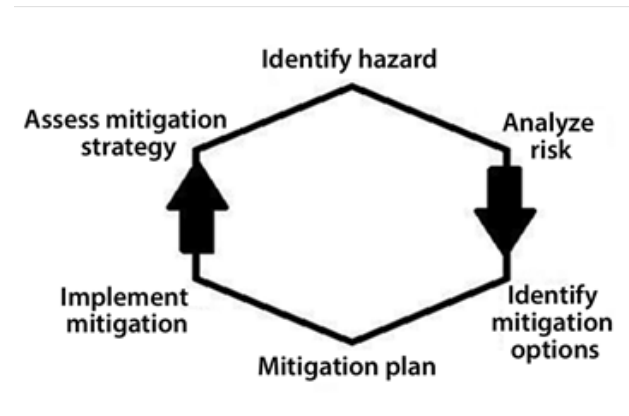 Identify hazard
Analyze
risk
Identify
mitigation
options
Mitigation plan
Implement
mitigation
Assess mitigation
strategy